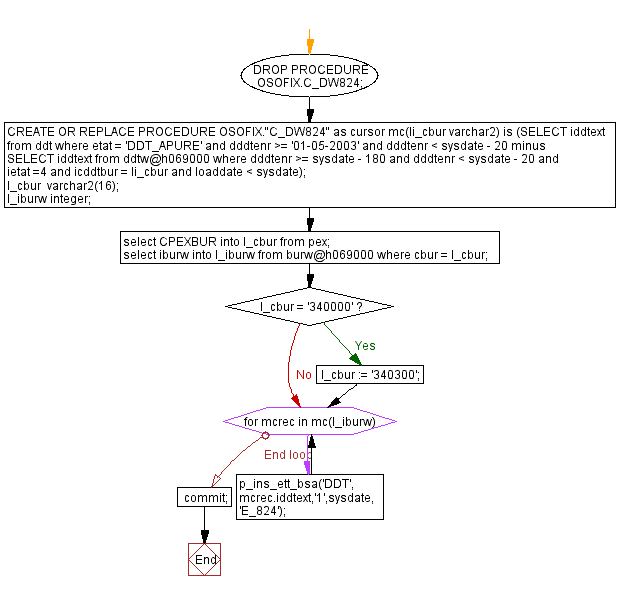 DROP PROCEDURE
OSOFIX.C_DW824;
CREATE OR REPLACE PROCEDURE OSOFIX."C_DW824" as cursor mc(li_cbur varchar2) is (SELECT iddtext
from ddt where etat = 'DDT_APURE' and dddtenr >= '01-05-2003' and dddtenr < sysdate - 20 minus
SELECT iddtext from ddtw@h069000 where dddtenr >= sysdate - 180 and dddtenr < sysdate - 20 and
ietat =4 and icddtbur = li_cbur and loaddate < sysdate);
l_cbur varchar2(16);
l_iburw integer;
select CPEXBUR into l_cbur from pex;
select iburw into l_iburw from burw@h069000 where cbur = l_cbur;
l_cbur = '340000' ?
Yes
No
l_cbur := '340300';
for mcrec in mc(l_iburw)
End loop
p_ins_ett_bsa('DDT',
mcrec.iddtext,'1',sysdate,
'E_824');
commit;
End